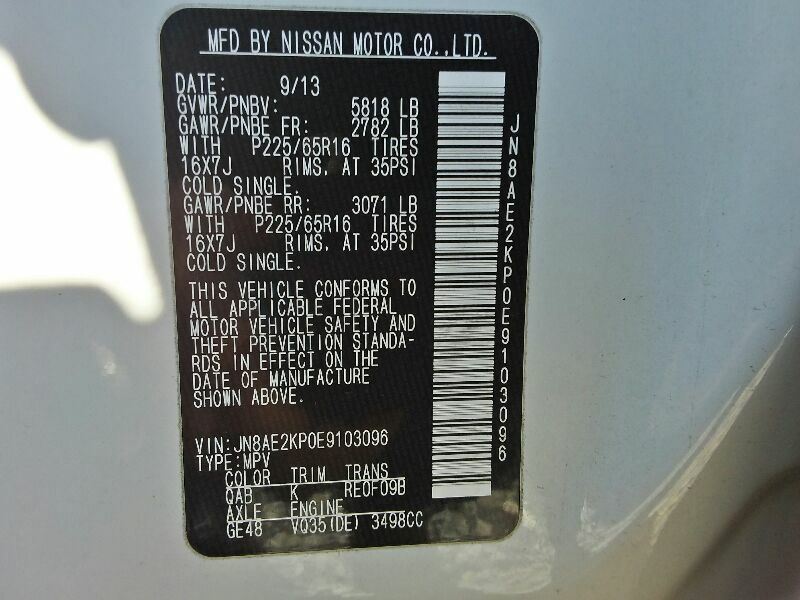 MFD BY NISSAN MOTOR CO.,LTD.
DATE: 9/13
GVWR/PNBV: 5818 LB
GAWR/PNBE FR: 2782 LB
WITH P225/65R16 TIRES
16X7J RIMS, AT 35PSI
COLD SINGLE.
GAWR/PNBE RR: 3071 LB
WITH P225/65R16 TIRES
16X7J RIMS, AT 35PSI
COLD SINGLE.
THIS VEHICLE CONFORMS TO
ALL APPLICABLE FEDERAL
MOTOR VEHICLE SAFETY AND
THEFT PREVENTION STANDA-
RDS IN EFFECT ON THE
DATE OF MANUFACTURE
SHOWN ABOVE.
VIN:JN8AE2KP0E9103096
TYPE:MPV
COLOR TRIM TRANS
QAB K RE0F09B
AXLE ENGINE
GE48 VQ35(DE) 3498CC
JN8AE2KP0E9103096